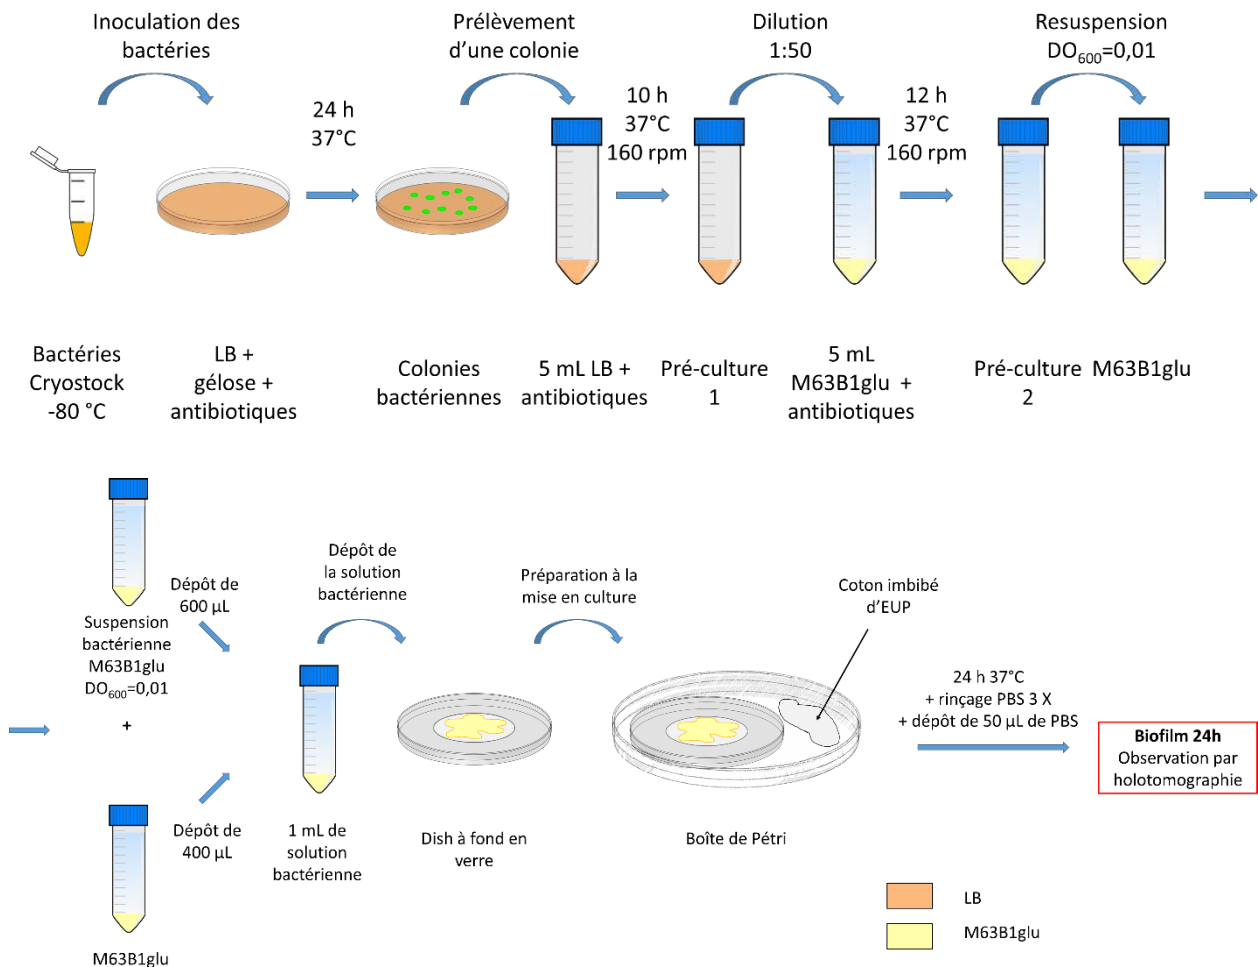 Inoculation des
bactéries
Prélèvement
d’une colonie
Dilution
1:50
Resuspension
DO₆₀₀=0,01
24 h
37°C
10 h
37°C
160 rpm
12 h
37°C
160 rpm
Bactéries
Cryostock
-80 °C
LB +
gélose +
antibiotiques
Colonies
bactériennes
5 mL LB +
antibiotiques
Pré-culture
1
5 mL
M63B1glu +
antibiotiques
Pré-culture
2
M63B1glu
Dépôt de
600 µL
Suspension
bactérienne
M63B1glu
DO₆₀₀=0,01
+
Dépôt de
400 µL
M63B1glu
1 mL de
solution
bactérienne
Dépôt de
la solution
bactérienne
Dish à fond en
verre
Préparation à la
mise en culture
Coton imbibé
d’EUP
Boîte de Pétri
24 h 37°C
+ rinçage PBS 3 X
+ dépôt de 50 µL de PBS
Biofilm 24h
Observation par
holotomographie
LB
M63B1glu